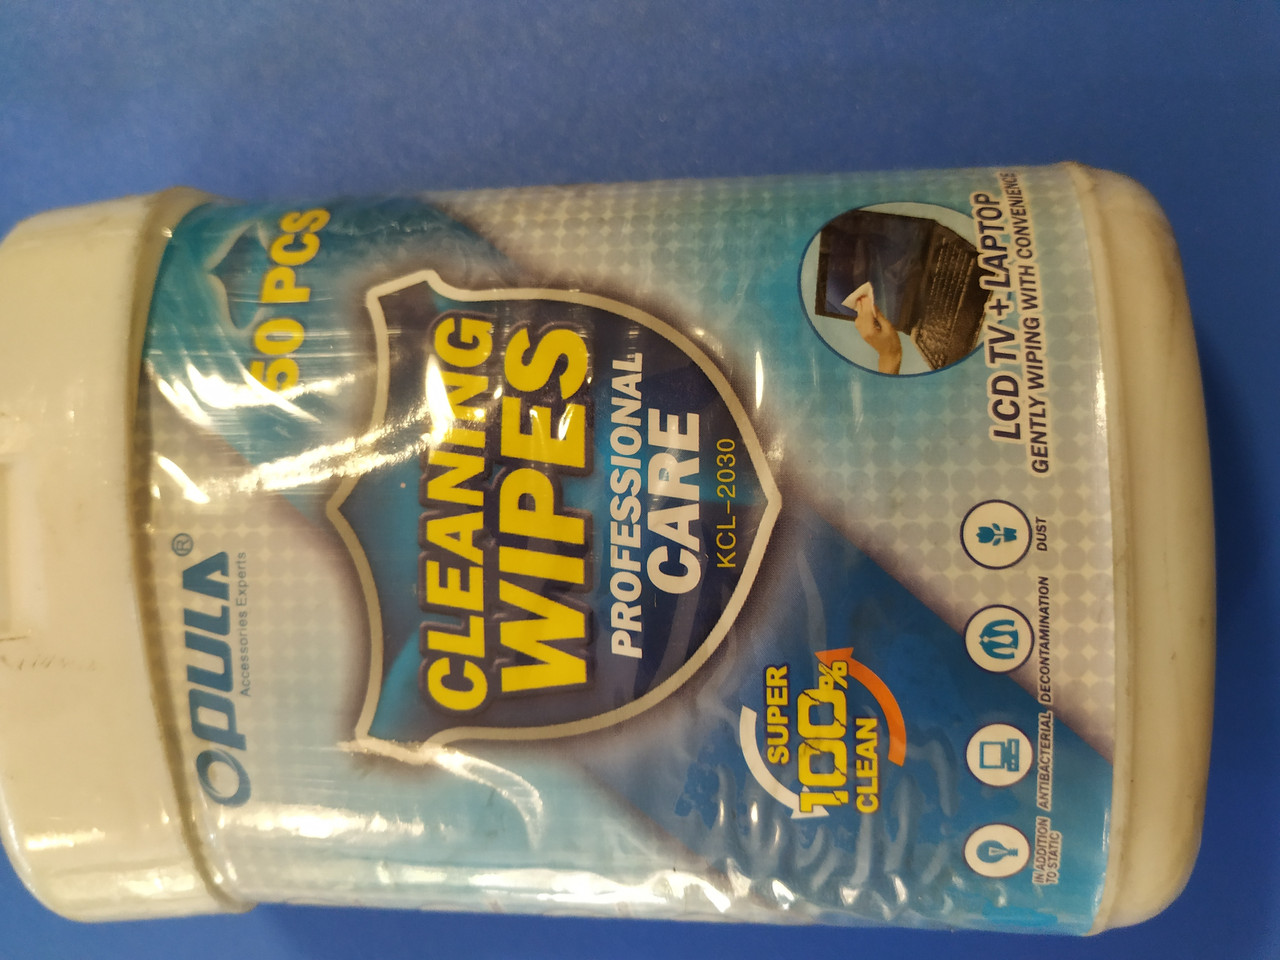 OPULA®
Accessories Experts
60 PCS
CLEANING
WIPES
PROFESSIONAL
CARE
KCL-2030
SUPER
100%
CLEAN
LCD TV + LAPTOP
GENTLY WIPING WITH CONVENIENCE
IN ADDITION
TO STATIC
ANTIBACTERIAL
DECONTAMINATION
DUST